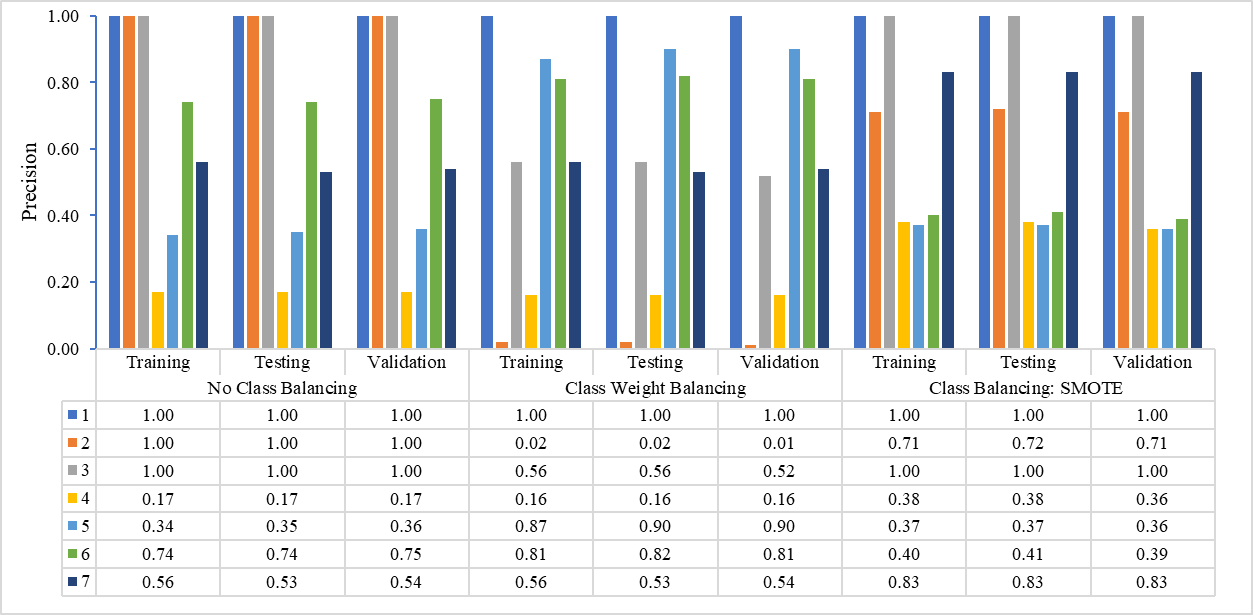 1.00
0.80
0.60
0.40
0.20
0.00
Precision
Training Testing Validation Training Testing Validation Training Testing Validation
No Class Balancing Class Weight Balancing Class Balancing: SMOTE
1 1.00 1.00 1.00 1.00 1.00 1.00 1.00 1.00 1.00
2 1.00 1.00 1.00 0.02 0.02 0.01 0.71 0.72 0.71
3 1.00 1.00 1.00 0.56 0.56 0.52 1.00 1.00 1.00
4 0.17 0.17 0.17 0.16 0.16 0.16 0.38 0.38 0.36
5 0.34 0.35 0.36 0.87 0.90 0.90 0.37 0.37 0.36
6 0.74 0.74 0.75 0.81 0.82 0.81 0.40 0.41 0.39
7 0.56 0.53 0.54 0.56 0.53 0.54 0.83 0.83 0.83